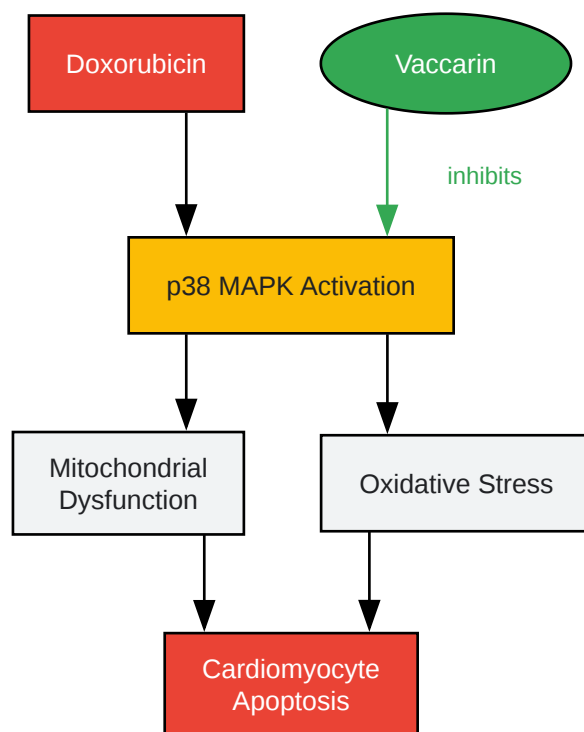 Doxorubicin
Vaccarin
inhibits
p38 MAPK Activation
Mitochondrial
Dysfunction
Oxidative Stress
Cardiomyocyte
Apoptosis